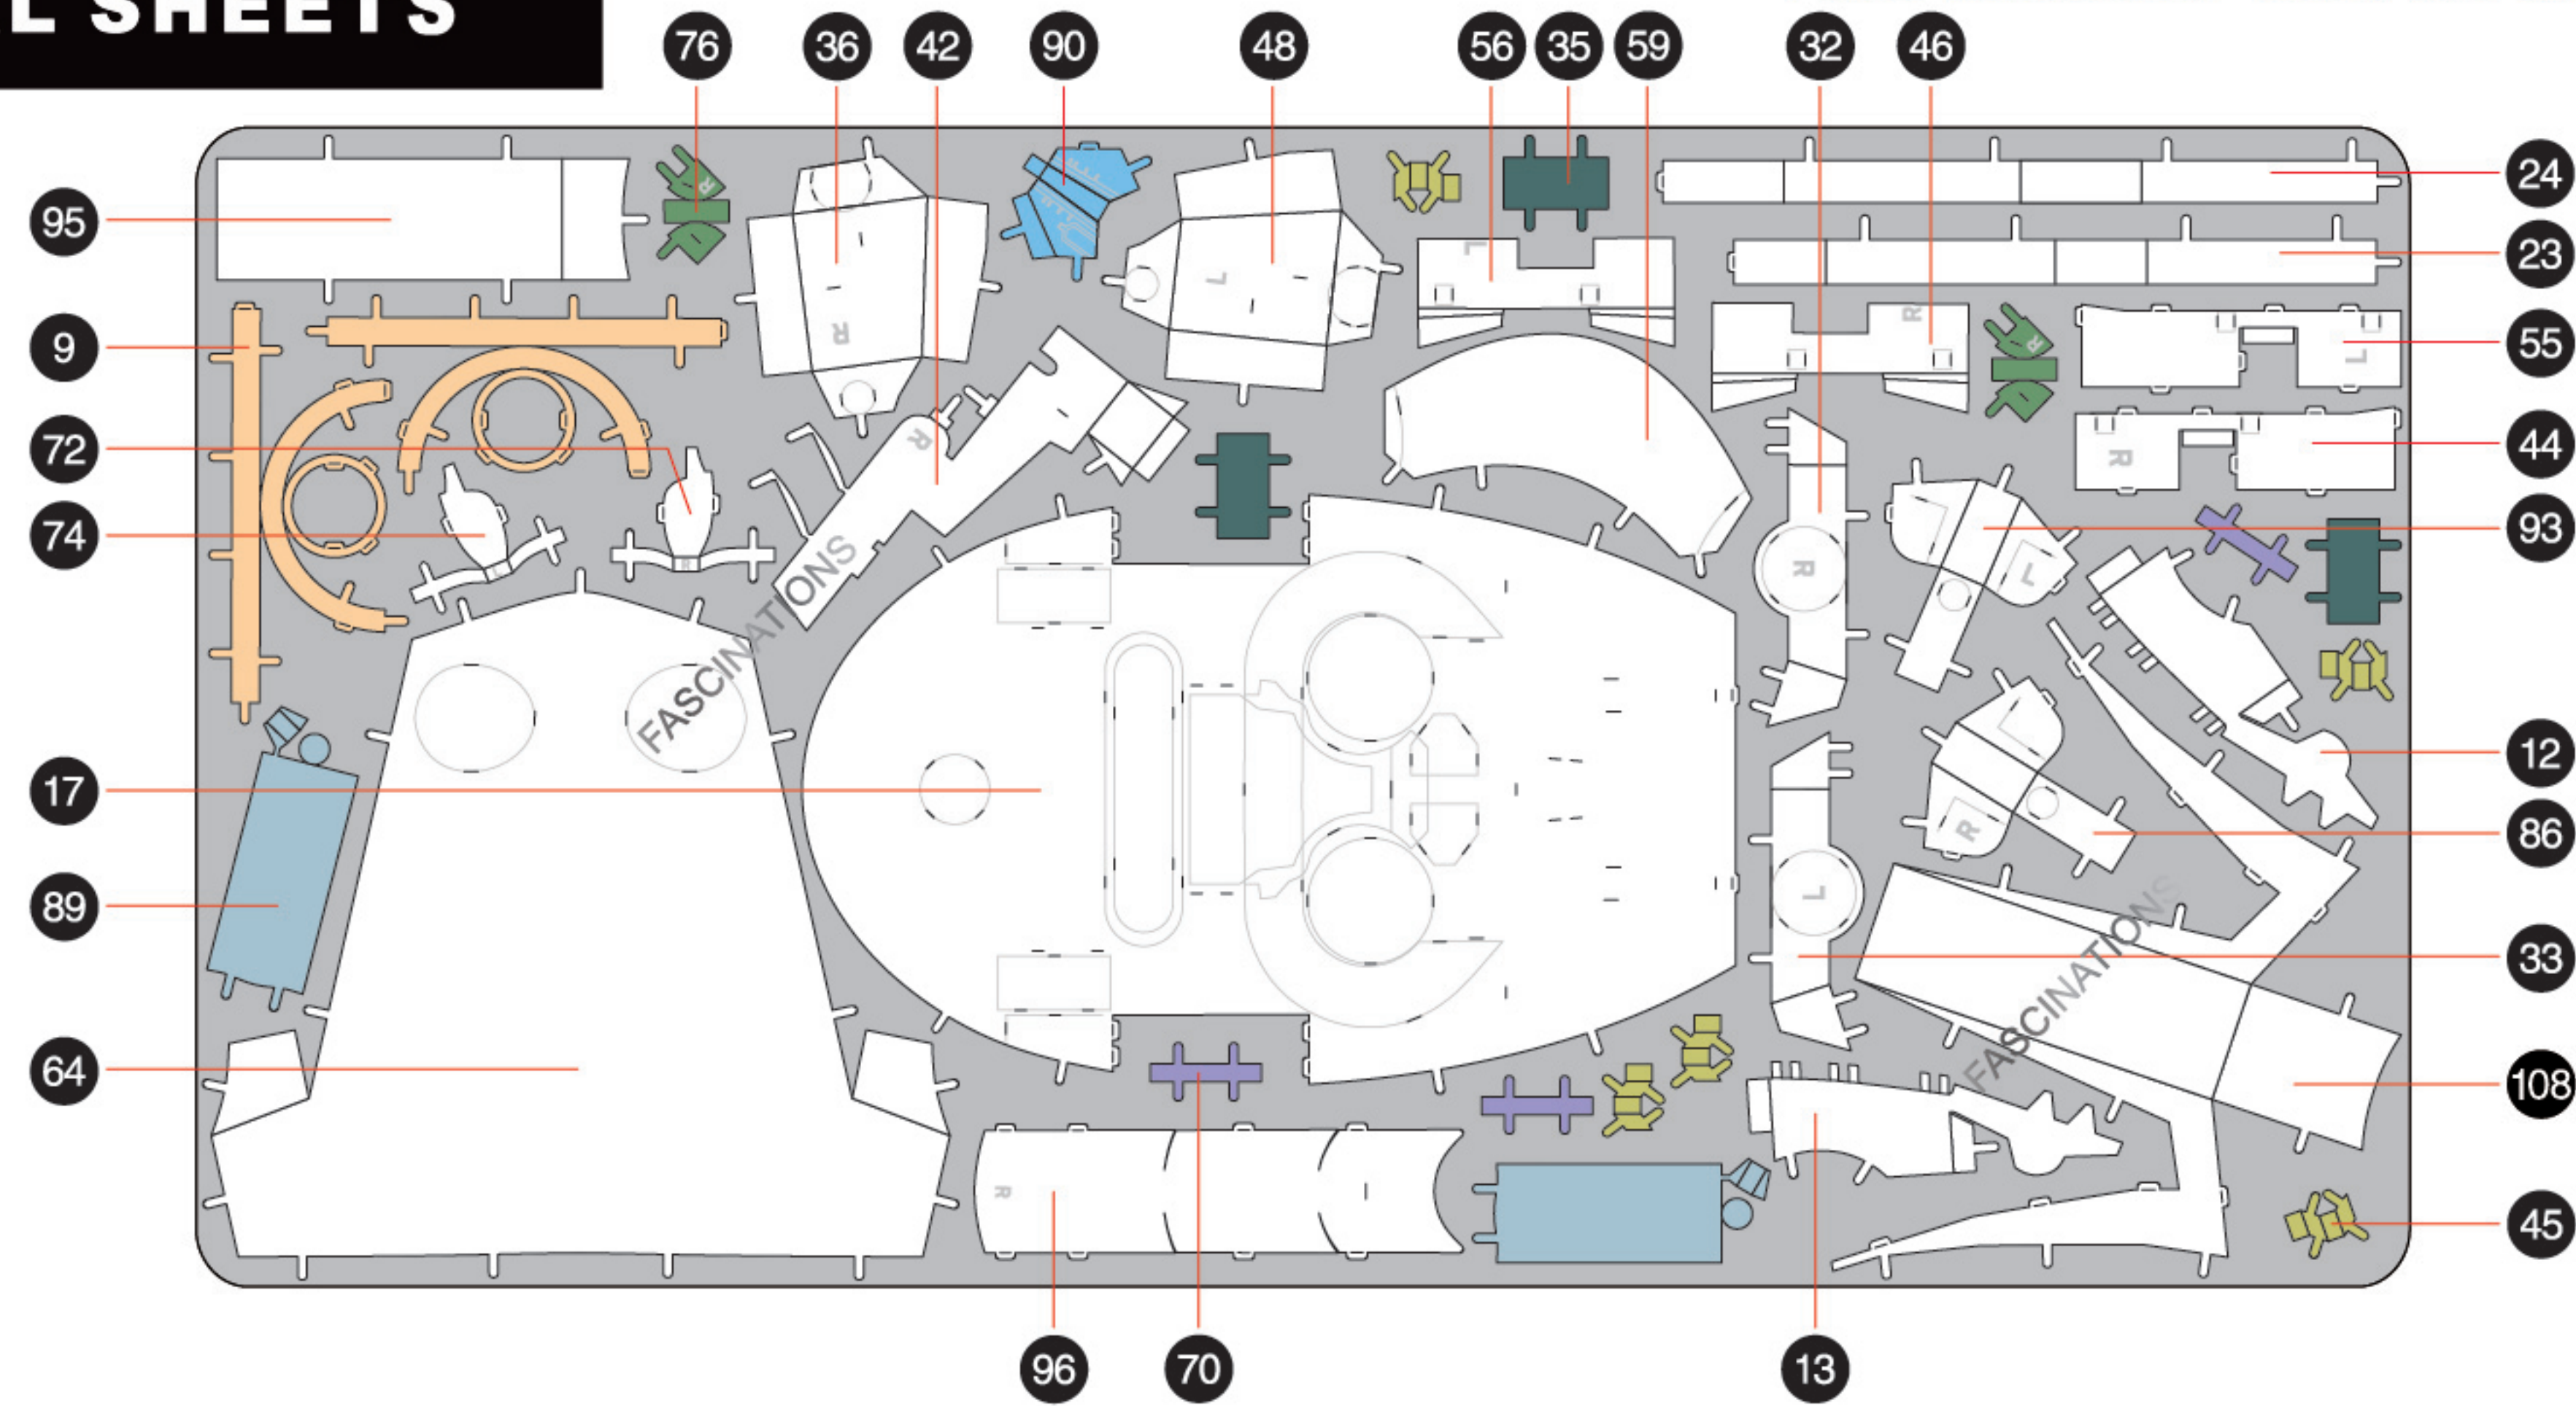 L SHEETS
76 36 42 90 48 56 35 59 32 46
95
9
72
74
17
89
64
24
23
55
44
93
12
86
33
108
45
96 70 13
R
R
L
L
R
R
L
R
R
R
L
R
L
R
L
R
FASCINATIONS
FASCINATIONS
FASCINATIONS